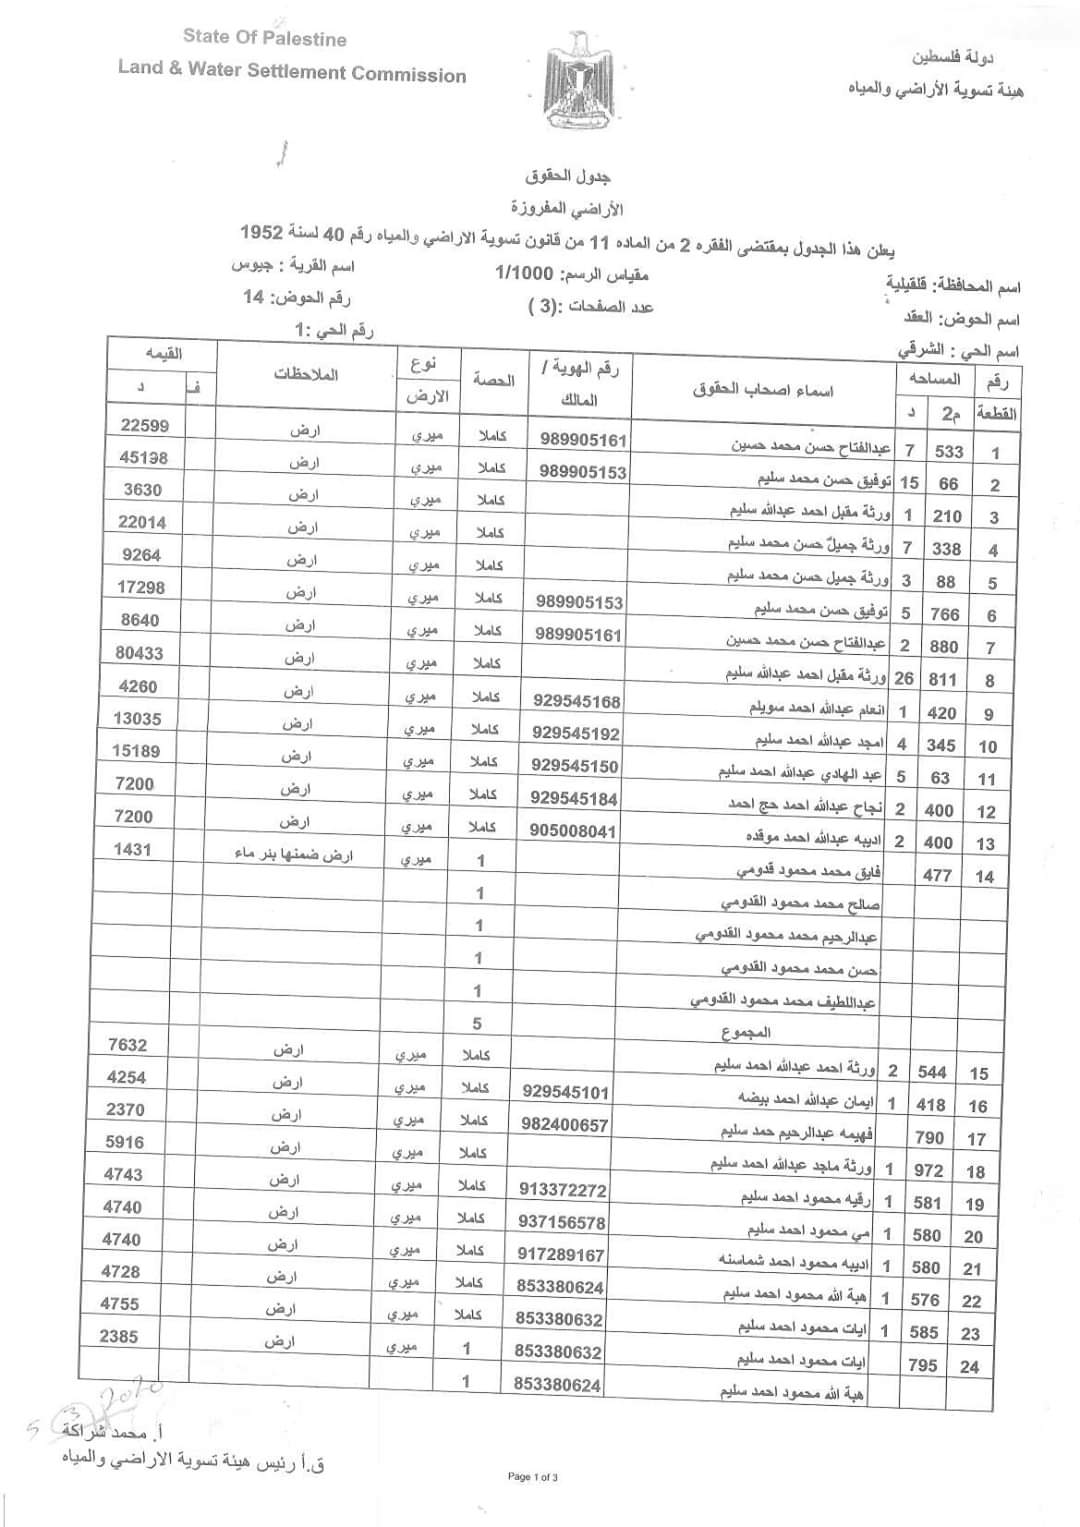 State Of Palestine
Land & Water Settlement Commission
دولة فلسطين
هيئة تسوية الأراضي والمياه
جدول الحقوق
الأراضي المفروزة
يعلن هذا الجدول بمقتضى الفقره 2 من الماده 11 من قانون تسوية الاراضي والمياه رقم 40 لسنة 1952
اسم المحافظة: قلقيلية مقياس الرسم: 1/1000 اسم القرية : جيوس
اسم الحوض: العقد عدد الصفحات :(3 ) رقم الحوض: 14
اسم الحي : الشرقي رقم الحي :1
رقم القطعة المساحه م2 د اسماء اصحاب الحقوق رقم الهوية / المالك الحصة نوع الارض الملاحظات القيمه ف د
1 533 7 عبدالفتاح حسن محمد حسين 989905161 كاملا ميري ارض 22599
2 66 15 توفيق حسن محمد سليم 989905153 كاملا ميري ارض 45198
3 210 1 ورثة مقبل احمد عبدالله سليم كاملا ميري ارض 3630
4 338 7 ورثة جميل حسن محمد سليم كاملا ميري ارض 22014
5 88 3 ورثة جميل حسن محمد سليم كاملا ميري ارض 9264
6 766 5 توفيق حسن محمد سليم 989905153 كاملا ميري ارض 17298
7 880 2 عبدالفتاح حسن محمد حسين 989905161 كاملا ميري ارض 8640
8 811 26 ورثة مقبل احمد عبدالله سليم كاملا ميري ارض 80433
9 420 1 انعام عبدالله احمد سويلم 929545168 كاملا ميري ارض 4260
10 345 4 امجد عبدالله احمد سليم 929545192 كاملا ميري ارض 13035
11 63 5 عبد الهادي عبدالله احمد سليم 929545150 كاملا ميري ارض 15189
12 400 2 نجاح عبدالله احمد حج احمد 929545184 كاملا ميري ارض 7200
13 400 2 اديبه عبدالله احمد موقده 905008041 كاملا ميري ارض 7200
14 477 فايق محمد محمود قدومي 1 ميري ارض ضمنها بئر ماء 1431
صالح محمد محمود القدومي 1
عبدالرحيم محمد محمود القدومي 1
حسن محمد محمود القدومي 1
عبداللطيف محمد محمود القدومي 1
المجموع 5
15 544 2 ورثة احمد عبدالله احمد سليم كاملا ميري ارض 7632
16 418 1 ايمان عبدالله احمد بيضه 929545101 كاملا ميري ارض 4254
17 790 فهيمه عبدالرحيم حمد سليم 982400657 كاملا ميري ارض 2370
18 972 1 ورثة ماجد عبدالله احمد سليم كاملا ميري ارض 5916
19 581 1 رقيه محمود احمد سليم 913372272 كاملا ميري ارض 4743
20 580 1 مي محمود احمد سليم 937156578 كاملا ميري ارض 4740
21 580 1 اديبه محمود احمد شماسنه 917289167 كاملا ميري ارض 4740
22 576 1 هبة الله محمود احمد سليم 853380624 كاملا ميري ارض 4728
23 585 1 ايات محمود احمد سليم 853380632 كاملا ميري ارض 4755
24 795 ايات محمود احمد سليم 853380632 1 ميري ارض 2385
هبة الله محمود احمد سليم 853380624 1
5 3 2020
أ. محمد شراكة
ق.أ رئيس هيئة تسوية الاراضي والمياه
Page 1 of 3